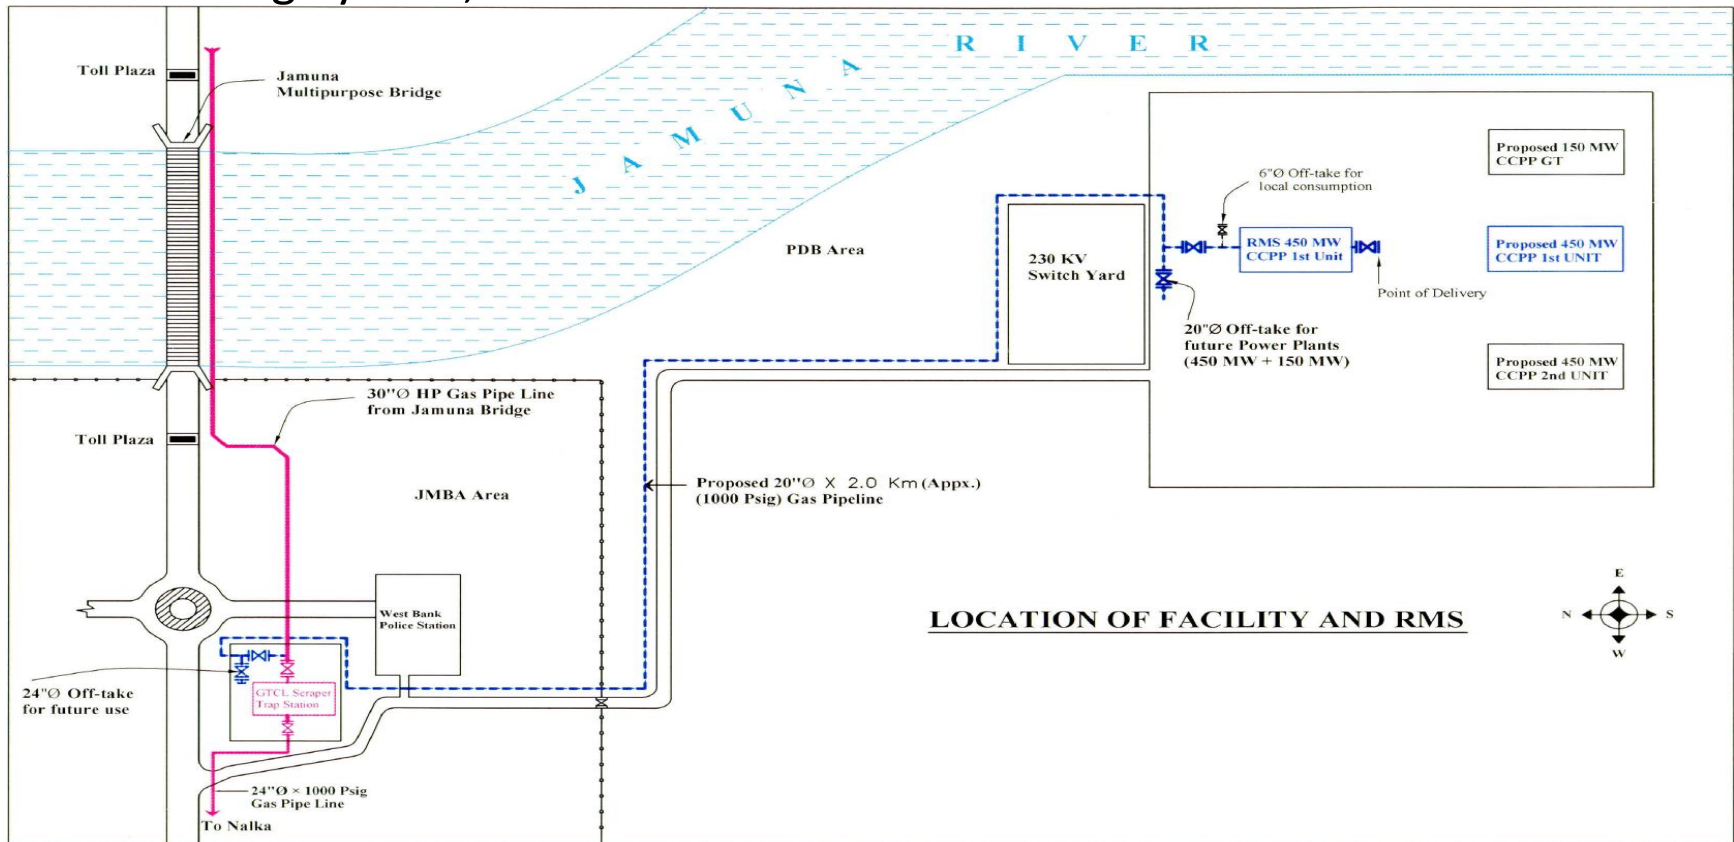 R I V E R
J A M U N A
Toll Plaza
Jamuna
Multipurpose Bridge
Proposed 150 MW
CCPP GT
6"Ø Off-take for
local consumption
PDB Area
230 KV
Switch Yard
RMS 450 MW
CCPP 1st Unit
Proposed 450 MW
CCPP 1st UNIT
Point of Delivery
20"Ø Off-take for
future Power Plants
(450 MW + 150 MW)
Proposed 450 MW
CCPP 2nd UNIT
30"Ø HP Gas Pipe Line
from Jamuna Bridge
Toll Plaza
JMBA Area
Proposed 20"Ø X 2.0 Km (Appx.)
(1000 Psig) Gas Pipeline
West Bank
Police Station
LOCATION OF FACILITY AND RMS
E
N
S
W
24"Ø Off-take
for future use
GTCL Scraper
Trap Station
24"Ø × 1000 Psig
Gas Pipe Line
To Nalka